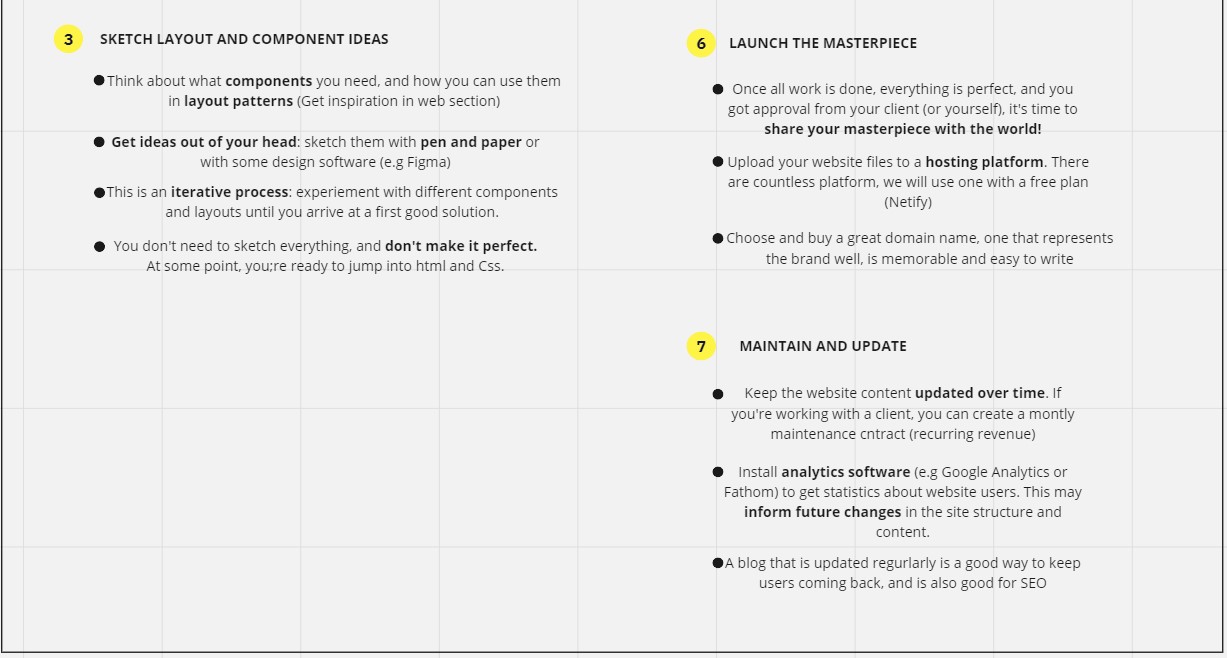 3 SKETCH LAYOUT AND COMPONENT IDEAS
Think about what components you need, and how you can use them
in layout patterns (Get inspiration in web section)
Get ideas out of your head: sketch them with pen and paper or
with some design software (e.g Figma)
This is an iterative process: experiement with different components
and layouts until you arrive at a first good solution.
You don't need to sketch everything, and don't make it perfect.
At some point, you;re ready to jump into html and Css.
6 LAUNCH THE MASTERPIECE
Once all work is done, everything is perfect, and you
got approval from your client (or yourself), it's time to
share your masterpiece with the world!
Upload your website files to a hosting platform. There
are countless platform, we will use one with a free plan
(Netify)
Choose and buy a great domain name, one that represents
the brand well, is memorable and easy to write
7 MAINTAIN AND UPDATE
Keep the website content updated over time. If
you're working with a client, you can create a montly
maintenance cntract (recurring revenue)
Install analytics software (e.g Google Analytics or
Fathom) to get statistics about website users. This may
inform future changes in the site structure and
content.
A blog that is updated regurlarly is a good way to keep
users coming back, and is also good for SEO